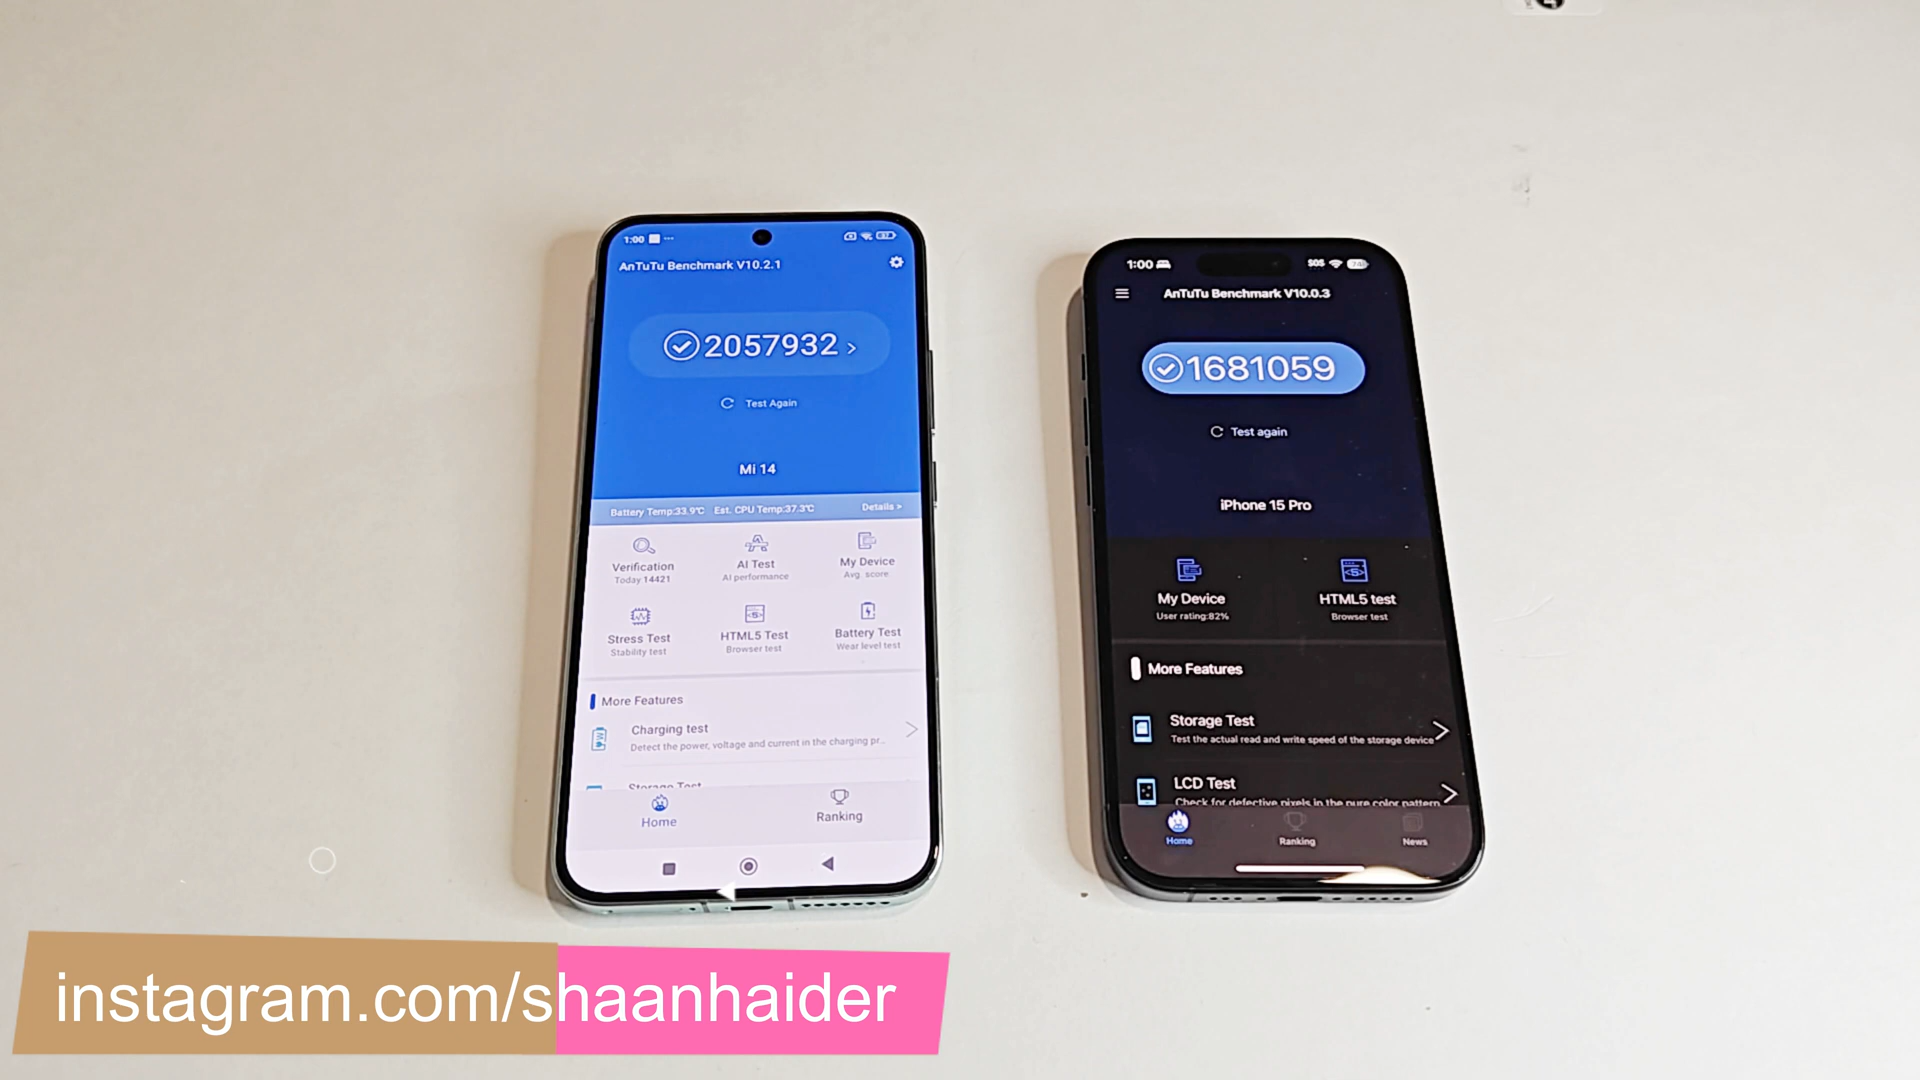 1:00
AnTuTu Benchmark V10.2.1
2057932 >
Test Again
Mi 14
Battery Temp:33.9℃ Est. CPU Temp:37.3℃ Details >
Verification
Today 14421
AI Test
AI performance
My Device
Avg. score
Stress Test
Stability test
HTML5 Test
Browser test
Battery Test
Wear level test
More Features
Charging test
Detect the power, voltage and current in the charging pr...
Storage Test
Home
Ranking
1:00
SOS
AnTuTu Benchmark V10.0.3
1681059
Test again
iPhone 15 Pro
My Device
User rating:82%
HTML5 test
Browser test
More Features
Storage Test
Test the actual read and write speed of the storage device
LCD Test
Check for defective pixels in the pure color pattern
Home
Ranking
News
instagram.com/shaanhaider